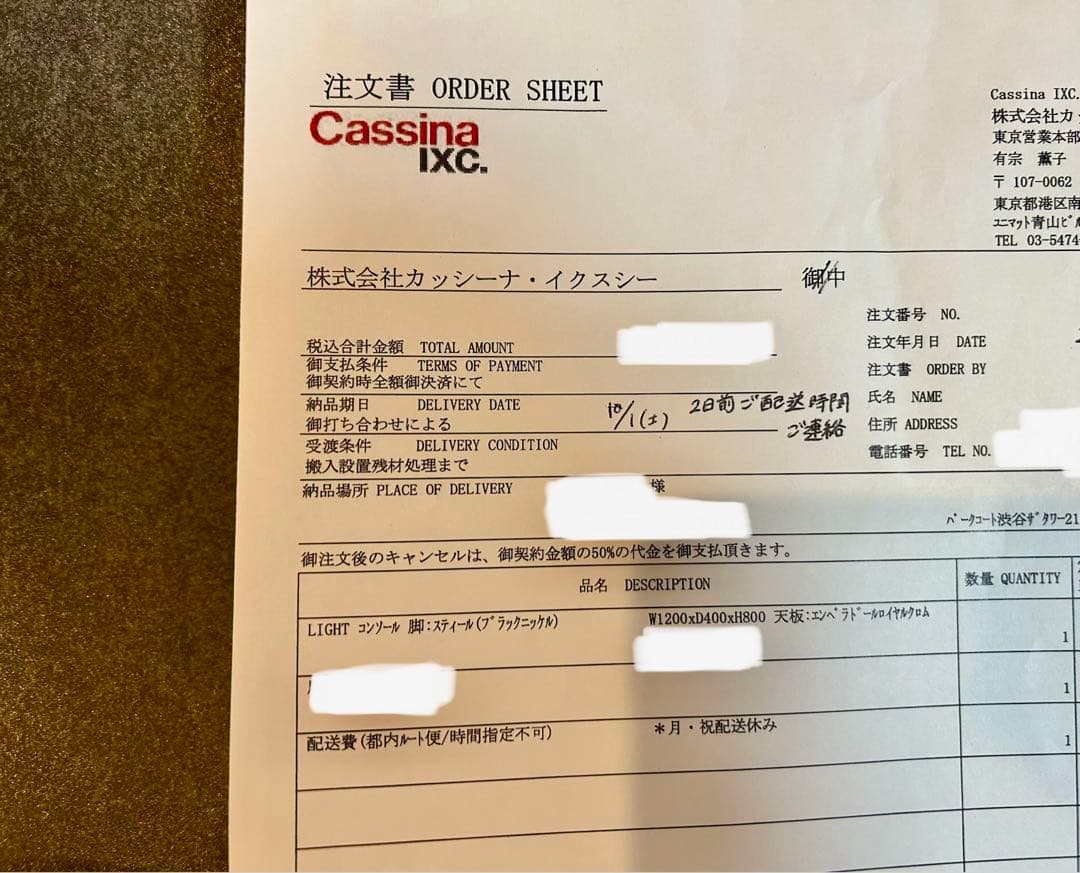 注文書 ORDER SHEET
Cassina
IXC.
Cassina IXC.
株式会社カッ
東京営業本部
有宗 薫子
〒 107-0062
東京都港区南
ユニマット青山ビル
TEL 03-5474-
株式会社カッシーナ・イクスシー 御中
注文番号 NO.
税込合計金額 TOTAL AMOUNT
注文年月日 DATE
御支払条件 TERMS OF PAYMENT
御契約時全額御決済にて
注文書 ORDER BY
納品期日 DELIVERY DATE
御打ち合わせによる
10/1(土) 2日前ご配送時間
ご連絡
氏名 NAME
住所 ADDRESS
受渡条件 DELIVERY CONDITION
搬入設置残材処理まで
電話番号 TEL NO.
納品場所 PLACE OF DELIVERY 様
パークコート渋谷ザタワー21
御注文後のキャンセルは、御契約金額の50%の代金を御支払頂きます。
品名 DESCRIPTION 数量 QUANTITY
LIGHT コンソール 脚:スティール(ブラックニッケル) W1200xD400xH800 天板:エンペラドールロイヤルクロム 1
1
配送費(都内ルート便/時間指定不可) *月・祝配送休み 1